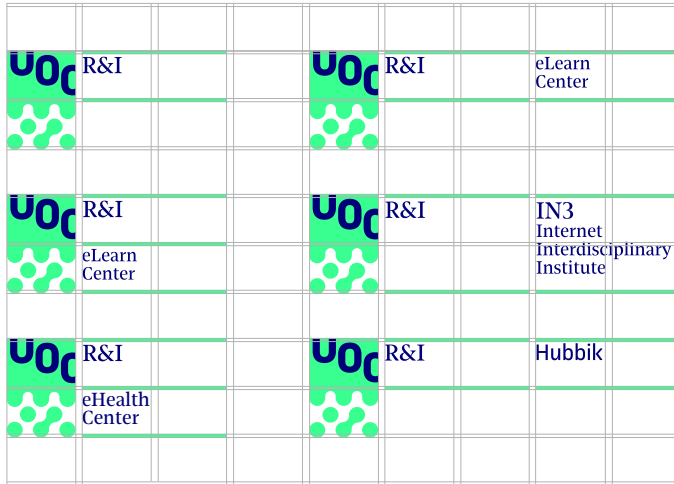 UOC R&I
UOC R&I eLearn
Center
UOC R&I
eLearn
Center
UOC R&I IN3
Internet
Interdisciplinary
Institute
UOC R&I
eHealth
Center
UOC R&I Hubbik